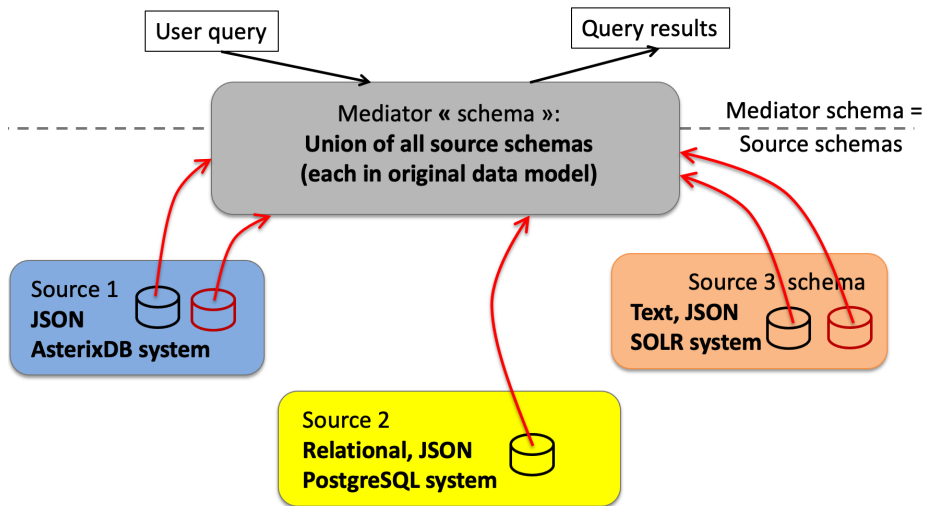 User query
Query results
Mediator « schema »:
Union of all source schemas
(each in original data model)
Mediator schema =
Source schemas
Source 1
JSON
AsterixDB system
Source 2
Relational, JSON
PostgreSQL system
Source 3 schema
Text, JSON
SOLR system